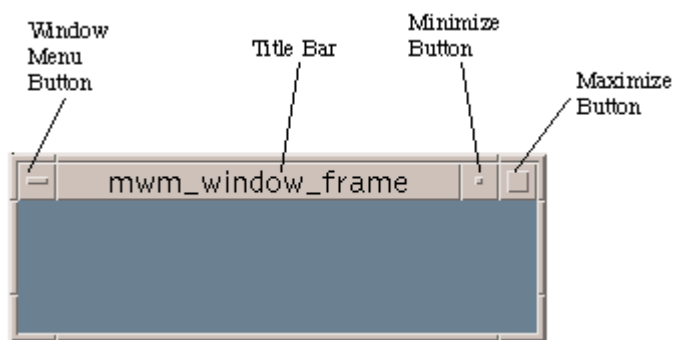 Window
Menu
Button
Title Bar
Minimize
Button
Maximize
Button
mwm_window_frame